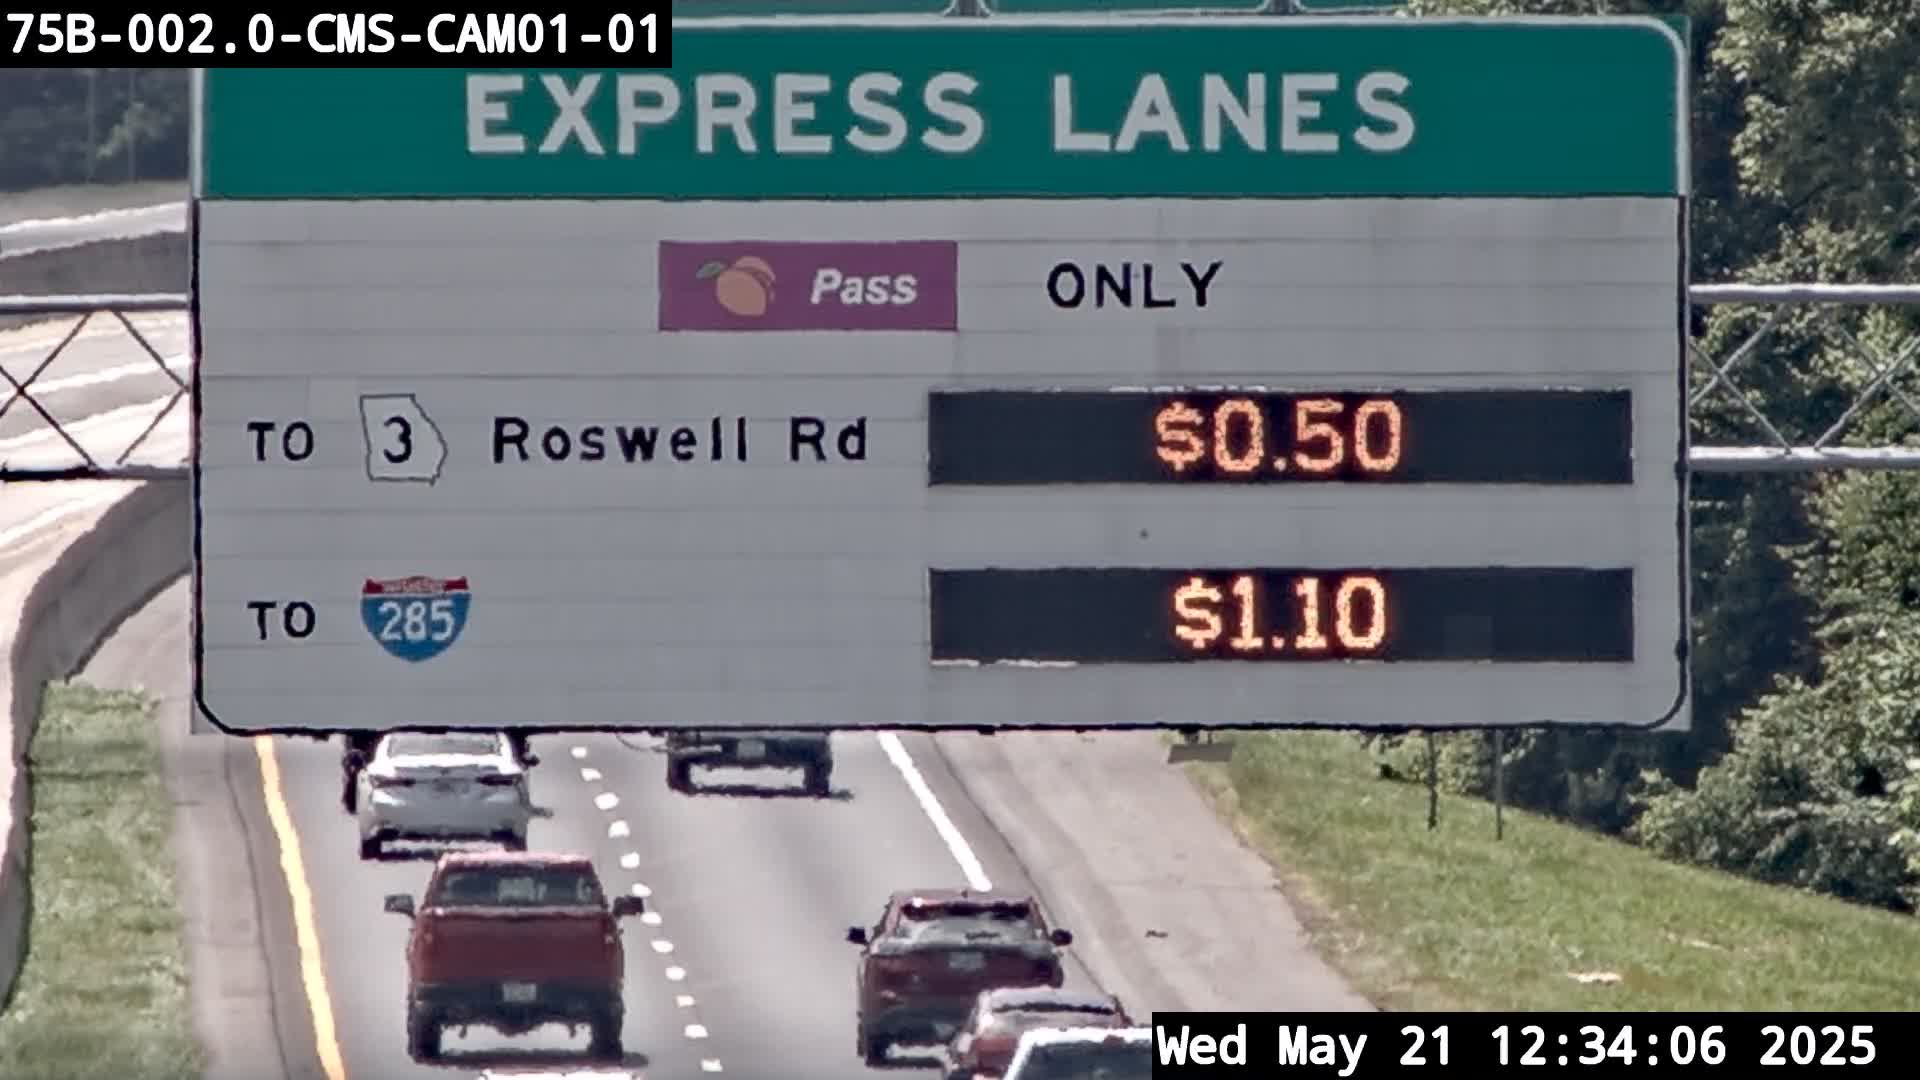 75B-002.0-CMS-CAM01-01
EXPRESS LANES
Pass ONLY
TO 3 Roswell Rd $0.50
TO 285 $1.10
Wed May 21 12:34:06 2025